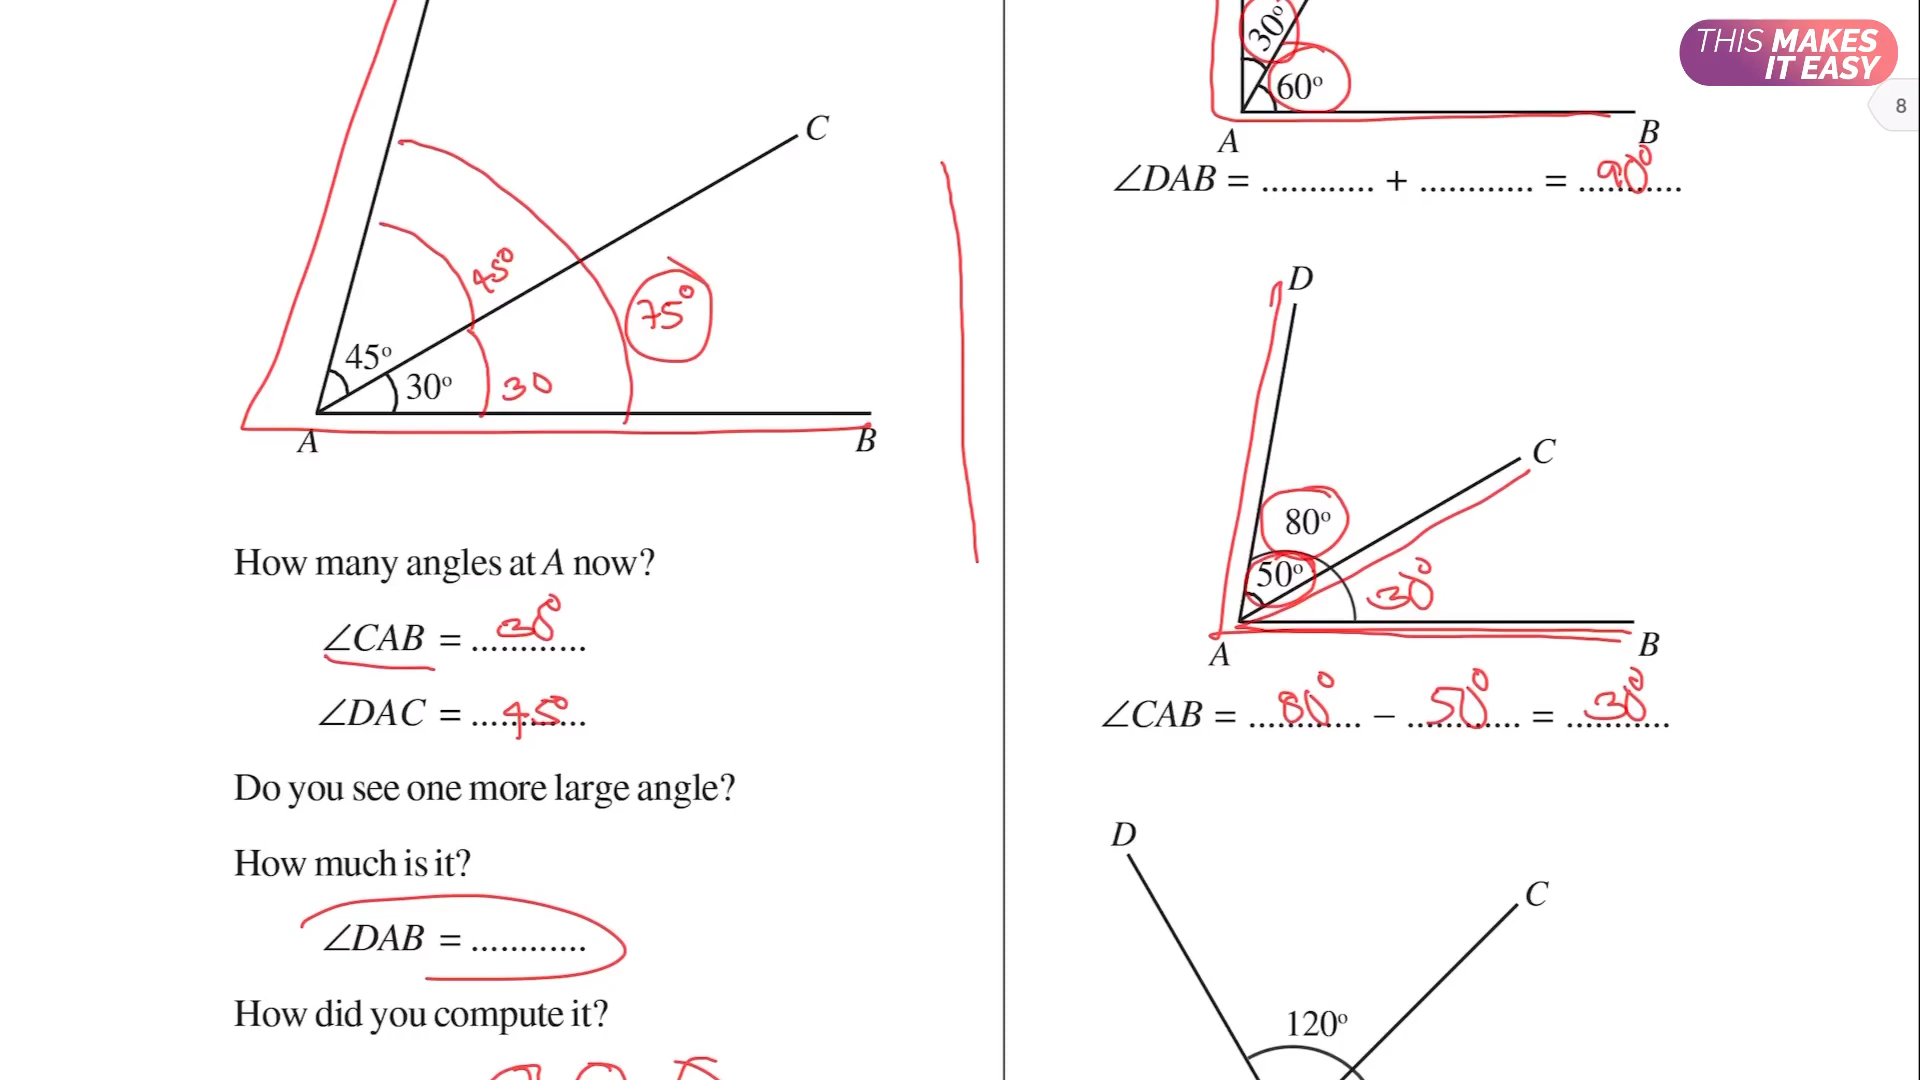 THIS MAKES
IT EASY
8
C
45°
75°
45°
30°
30
A
B
How many angles at A now?
∠CAB = ............ 30°
∠DAC = ............ 45°
Do you see one more large angle?
How much is it?
∠DAB = ............
How did you compute it?
30°
60°
A
B
∠DAB = ............ + ............ = ............ 90°
D
C
80°
50°
30°
A
B
∠CAB = 80° − 50° = 30°
D
C
120°